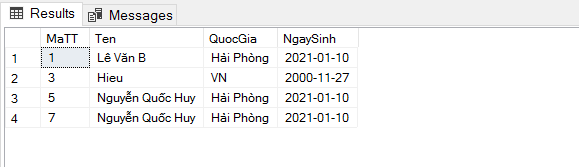 Results Messages
MaTT Ten QuocGia NgaySinh
1 1 Lê Văn B Hải Phòng 2021-01-10
2 3 Hieu VN 2000-11-27
3 5 Nguyễn Quốc Huy Hải Phòng 2021-01-10
4 7 Nguyễn Quốc Huy Hải Phòng 2021-01-10